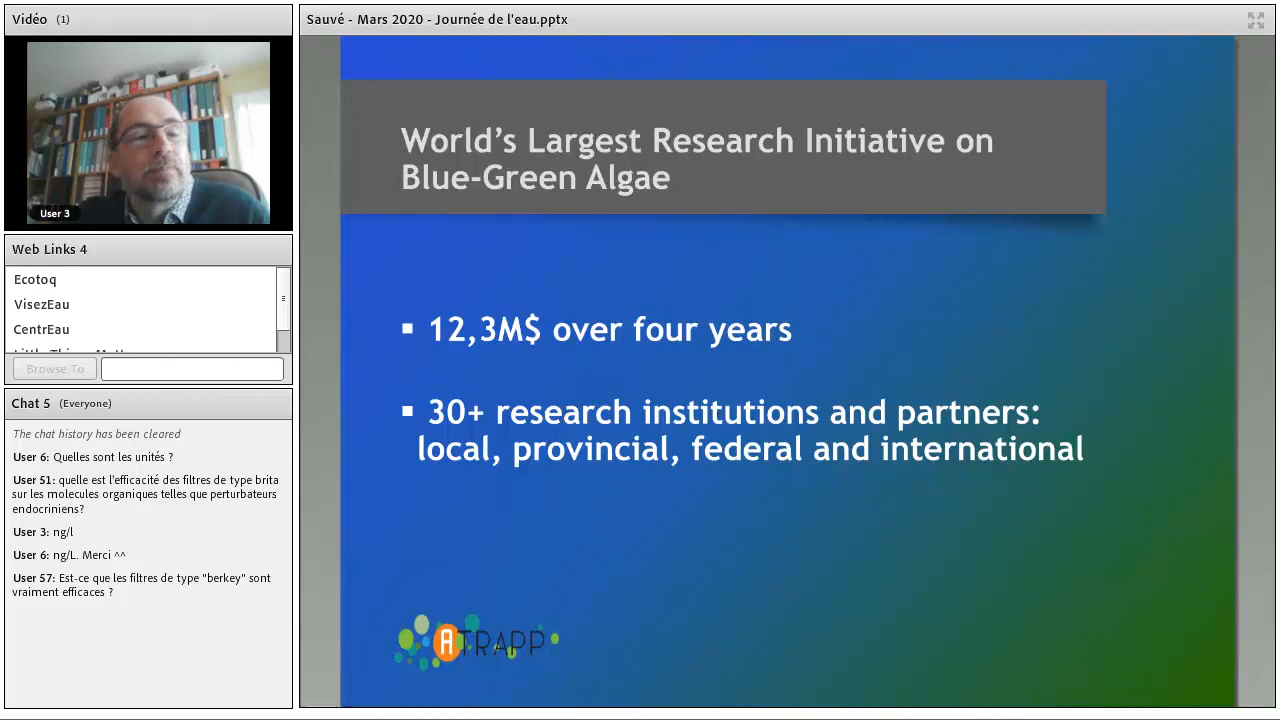 Vidéo (1)
User 3
Web Links 4
Ecotoq
VisezEau
CentrEau
Browse To
Chat 5 (Everyone)
The chat history has been cleared
User 6: Quelles sont les unités ?
User 51: quelle est l'efficacité des filtres de type brita
sur les molecules organiques telles que perturbateurs
endocriniens?
User 3: ng/l
User 6: ng/L. Merci ^^
User 57: Est-ce que les filtres de type "berkey" sont
vraiment efficaces ?
Sauvé - Mars 2020 - Journée de l'eau.pptx
World's Largest Research Initiative on
Blue-Green Algae
▪ 12,3M$ over four years
▪ 30+ research institutions and partners:
local, provincial, federal and international
ATRAPP